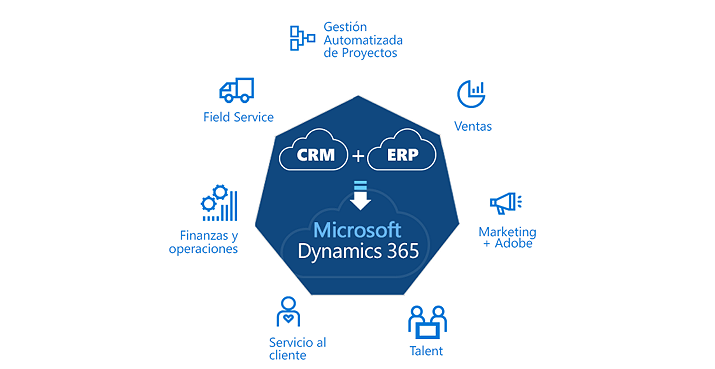 Gestión
Automatizada
de Proyectos
Field Service
Ventas
CRM + ERP
Finanzas y
operaciones
Microsoft
Dynamics 365
Marketing
+ Adobe
Servicio al
cliente
Talent